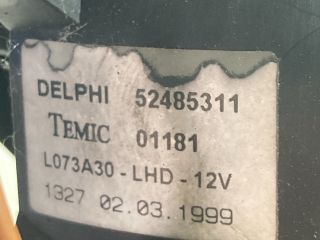 DELPHI 52485311
TEMIC 01181
L073A30-LHD-12V
1327 02.03.1999